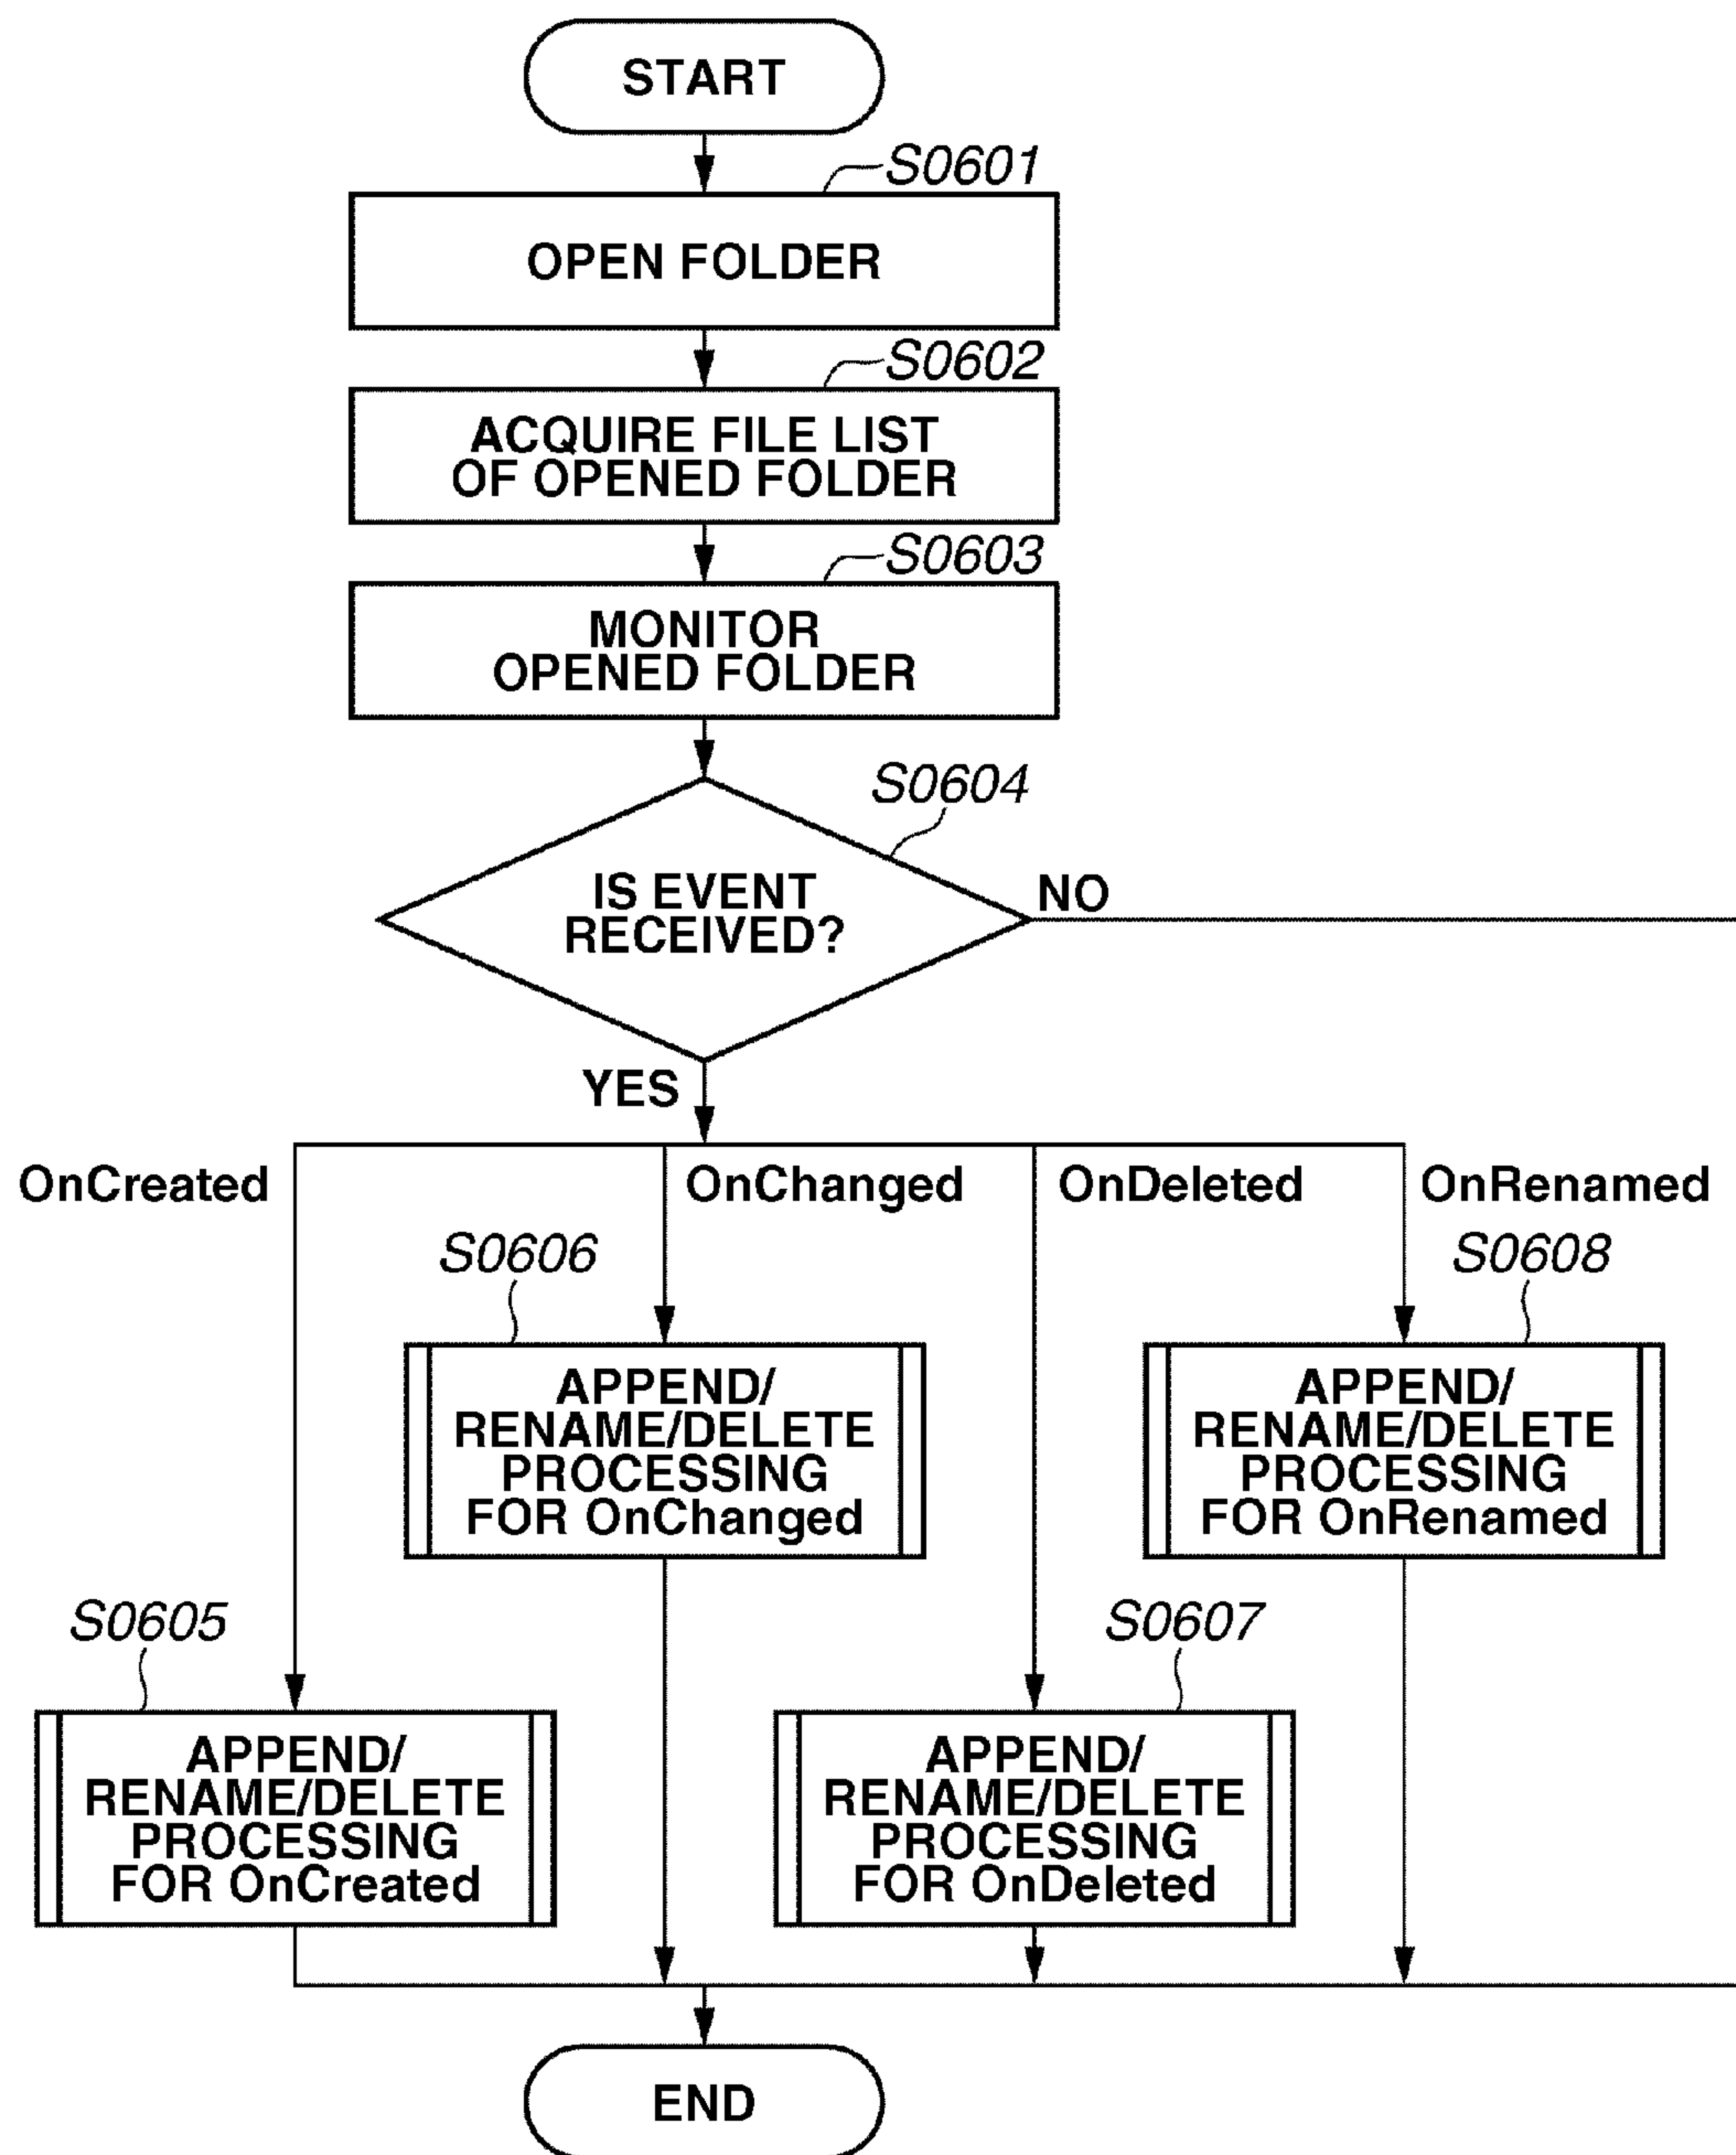 START
S0601
OPEN FOLDER
S0602
ACQUIRE FILE LIST
OF OPENED FOLDER
S0603
MONITOR
OPENED FOLDER
S0604
IS EVENT
RECEIVED?
NO
YES
OnCreated
OnChanged
OnDeleted
OnRenamed
S0606
S0608
APPEND/
RENAME/DELETE
PROCESSING
FOR OnChanged
APPEND/
RENAME/DELETE
PROCESSING
FOR OnRenamed
S0605
S0607
APPEND/
RENAME/DELETE
PROCESSING
FOR OnCreated
APPEND/
RENAME/DELETE
PROCESSING
FOR OnDeleted
END